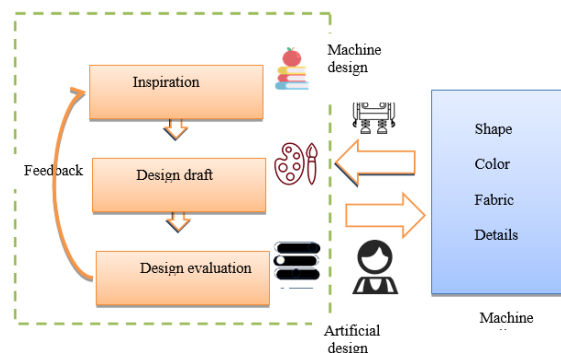 Machine
design
Inspiration
Shape
Color
Feedback
Design draft
Fabric
Details
Design evaluation
Machine
Artificial
design